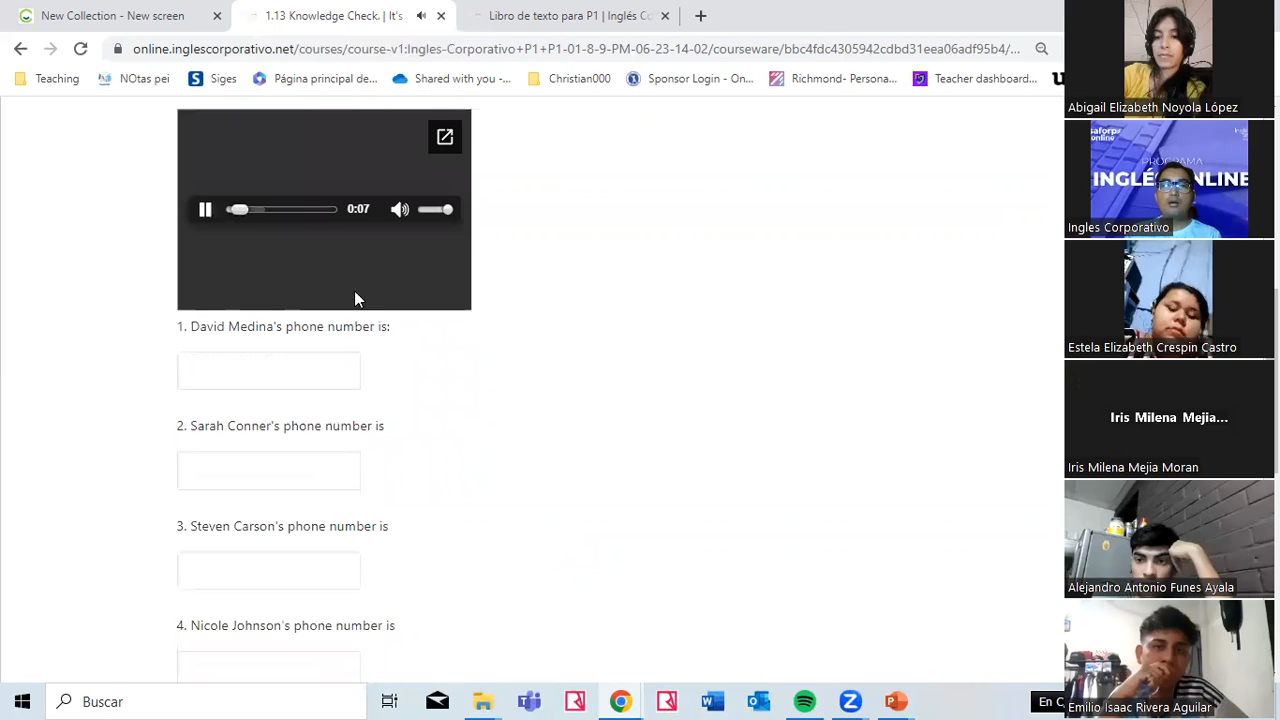 New Collection - New screen
1.13 Knowledge Check. | It's
Libro de texto para P1 | Inglés Co
online.inglescorporativo.net/courses/course-v1:Ingles-Corporativo+P1+P1-01-8-9-PM-06-23-14-02/courseware/bbc4fdc4305942cdbd31eea06adf95b4/...
Teaching
NOtas pei
Siges
Página principal de...
Shared with you -...
Christian000
Sponsor Login - On...
Richmond- Persona...
Teacher dashboard...
0:07
1. David Medina's phone number is:
2. Sarah Conner's phone number is
3. Steven Carson's phone number is
4. Nicole Johnson's phone number is
Buscar
Abigail Elizabeth Noyola López
PROGRAMA
INGLÉS ONLINE
Ingles Corporativo
Estela Elizabeth Crespin Castro
Iris Milena Mejia...
Iris Milena Mejia Moran
Alejandro Antonio Funes Ayala
Emilio Isaac Rivera Aguilar